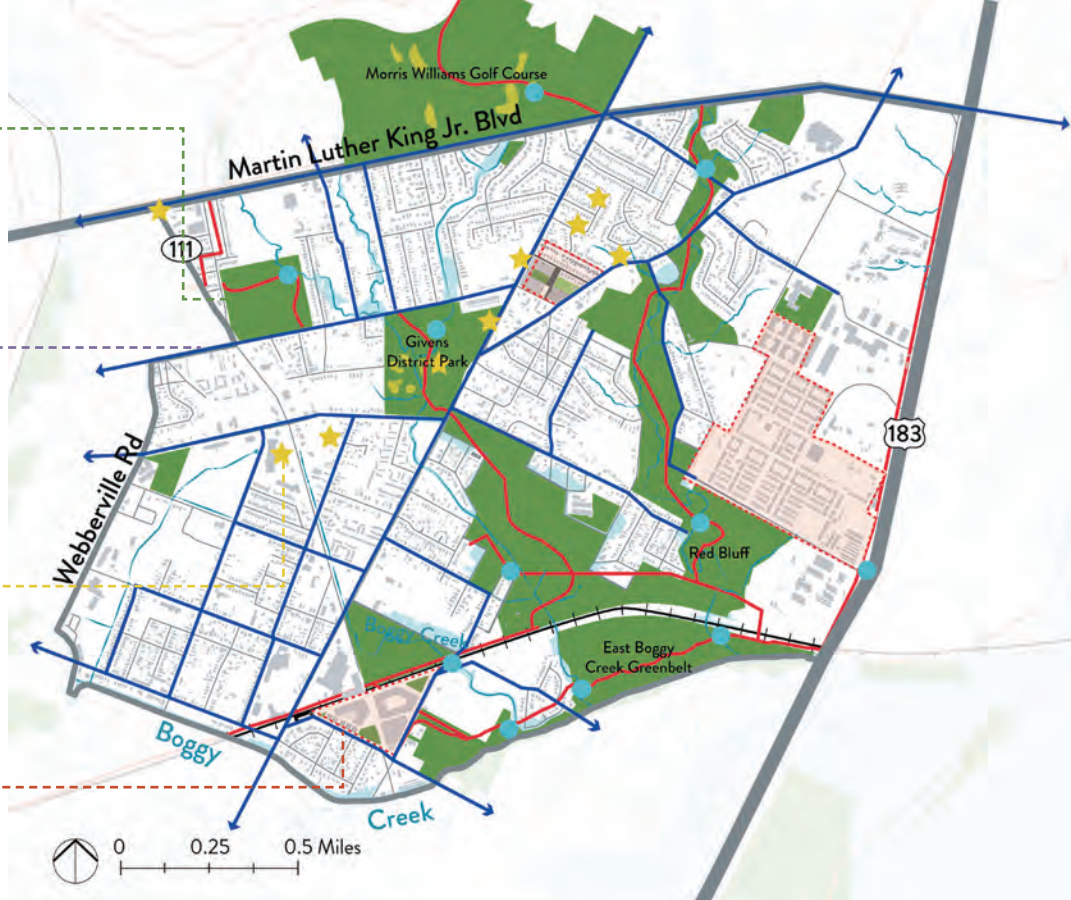 Morris Williams Golf Course
Martin Luther King Jr. Blvd
111
Givens
District Park
183
Webberville Rd
Red Bluff
Boggy Creek
East Boggy
Creek Greenbelt
Boggy
Creek
0 0.25 0.5 Miles